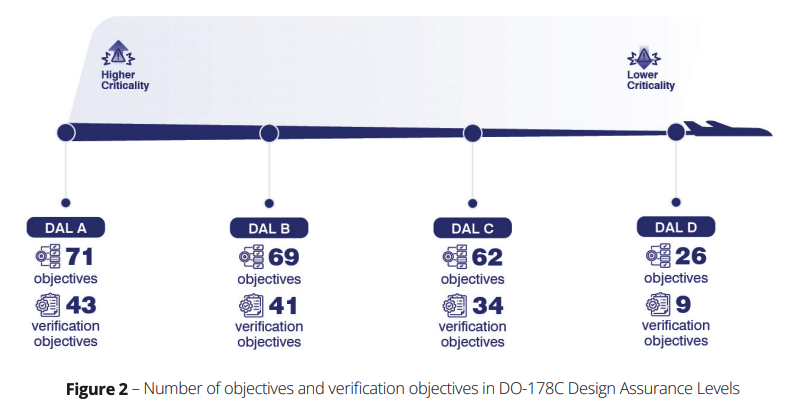 Higher
Criticality
Lower
Criticality
DAL A
71
objectives
43
verification
objectives
DAL B
69
objectives
41
verification
objectives
DAL C
62
objectives
34
verification
objectives
DAL D
26
objectives
9
verification
objectives
Figure 2 – Number of objectives and verification objectives in DO-178C Design Assurance Levels